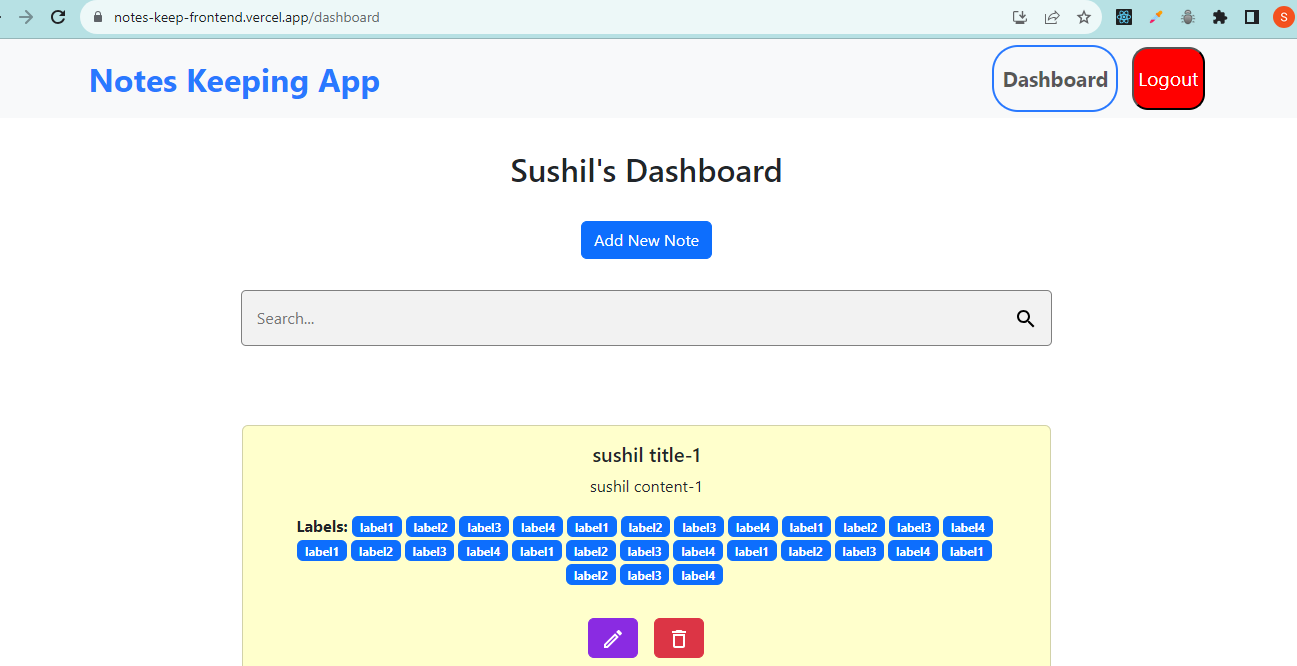 notes-keep-frontend.vercel.app/dashboard
S
Notes Keeping App
Dashboard
Logout
Sushil's Dashboard
Add New Note
Search...
sushil title-1
sushil content-1
Labels: label1 label2 label3 label4 label1 label2 label3 label4 label1 label2 label3 label4
label1 label2 label3 label4 label1 label2 label3 label4 label1 label2 label3 label4 label1
label2 label3 label4